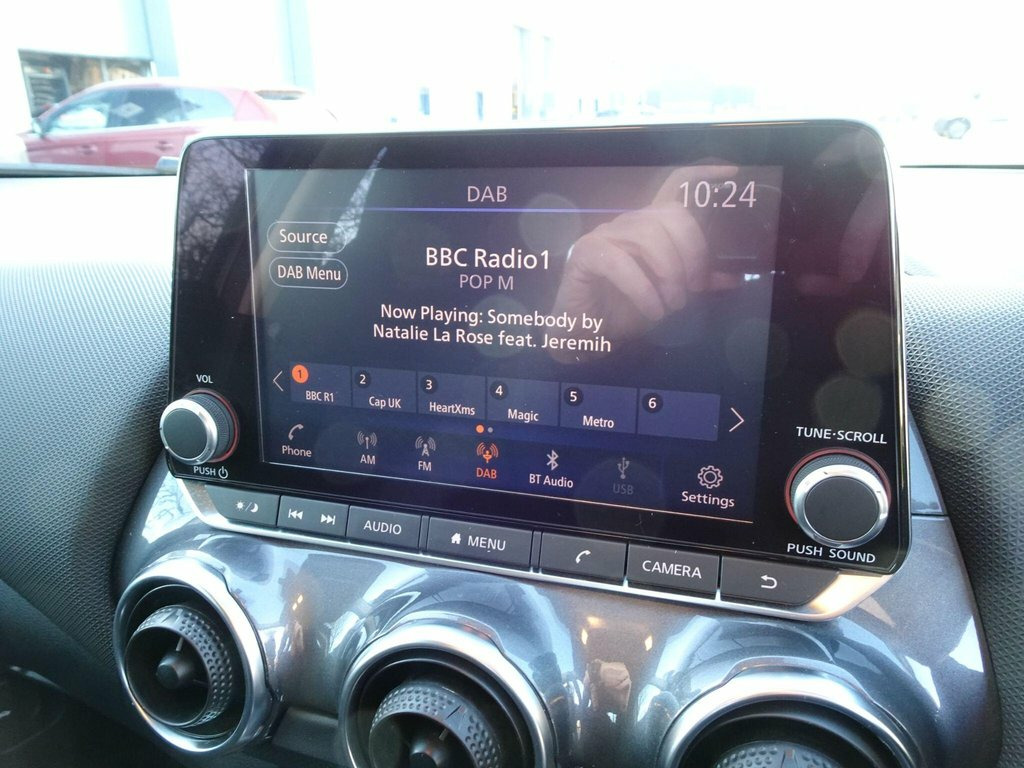 DAB
10:24
Source
DAB Menu
BBC Radio1
POP M
Now Playing: Somebody by
Natalie La Rose feat. Jeremih
1
BBC R1
2
Cap UK
3
HeartXms
4
Magic
5
Metro
6
Phone
AM
FM
DAB
BT Audio
USB
Settings
VOL
PUSH
TUNE·SCROLL
PUSH SOUND
AUDIO
MENU
CAMERA